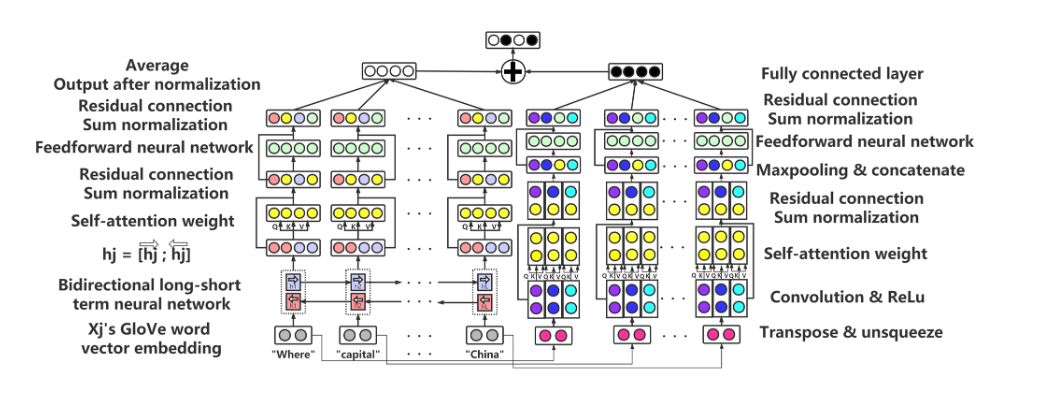 Average
Output after normalization
Residual connection
Sum normalization
Feedforward neural network
Residual connection
Sum normalization
Self-attention weight
hj = [hj ; hj]
Bidirectional long-short
term neural network
Xj's GloVe word
vector embedding
Q K V
Q K V
Q K V
"Where" "capital" "China"
Fully connected layer
Residual connection
Sum normalization
Feedforward neural network
Maxpooling & concatenate
Residual connection
Sum normalization
Self-attention weight
Q K V Q K V Q K V
Q K V Q K V Q K V
Q K V Q K V Q K V
Convolution & ReLu
Transpose & unsqueeze